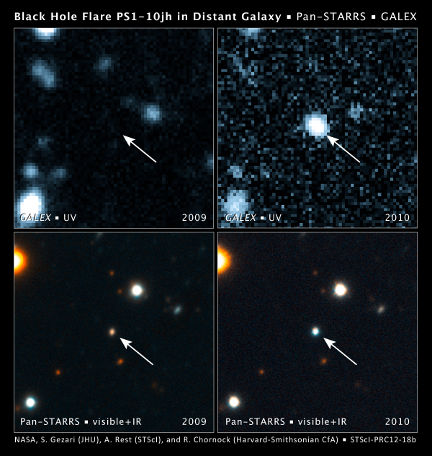 Black Hole Flare PS1-10jh in Distant Galaxy ▪ Pan-STARRS ▪ GALEX
GALEX ▪ UV 2009
GALEX ▪ UV 2010
Pan-STARRS ▪ visible+IR 2009
Pan-STARRS ▪ visible+IR 2010
NASA, S. Gezari (JHU), A. Rest (STScI), and R. Chornock (Harvard-Smithsonian CfA) ▪ STScI-PRC12-18b